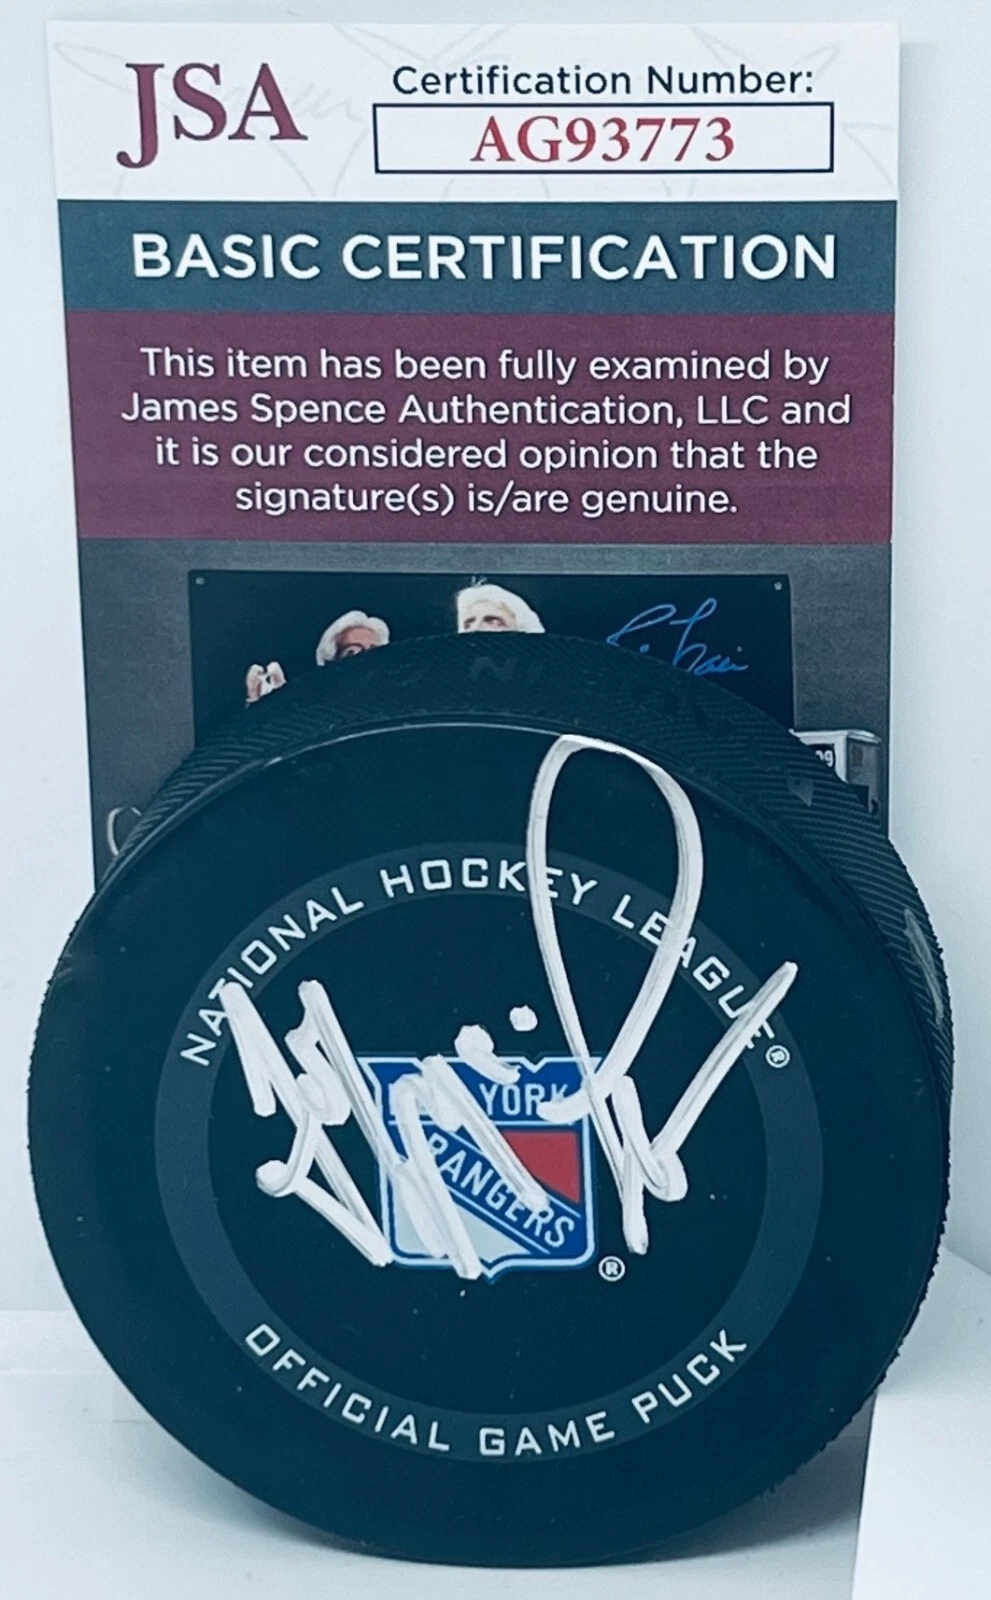 JSA
Certification Number:
AG93773
BASIC CERTIFICATION
This item has been fully examined by
James Spence Authentication, LLC and
it is our considered opinion that the
signature(s) is/are genuine.
NATIONAL HOCKEY LEAGUE®
YORK
RANGERS
®
OFFICIAL GAME PUCK